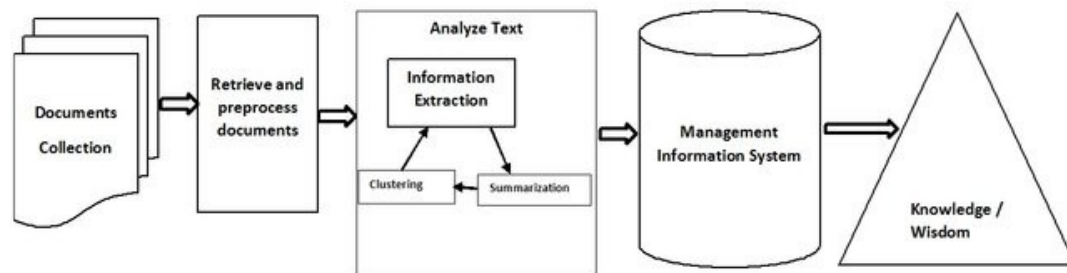 Documents
Collection
Retrieve and
preprocess
documents
Analyze Text
Information
Extraction
Clustering
Summarization
Management
Information System
Knowledge /
Wisdom